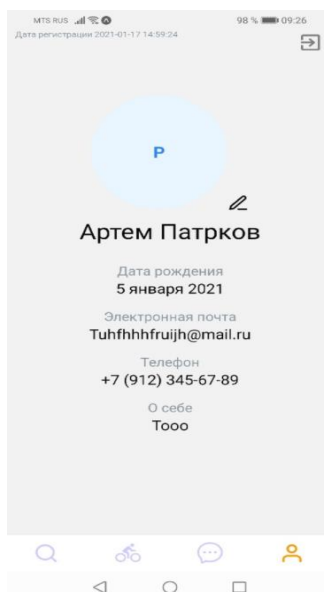 MTS RUS 98 % 09:26
Дата регистрации 2021-01-17 14:59:24
P
Артем Патрков
Дата рождения
5 января 2021
Электронная почта
Tuhfhhhfruijh@mail.ru
Телефон
+7 (912) 345-67-89
О себе
Тооо